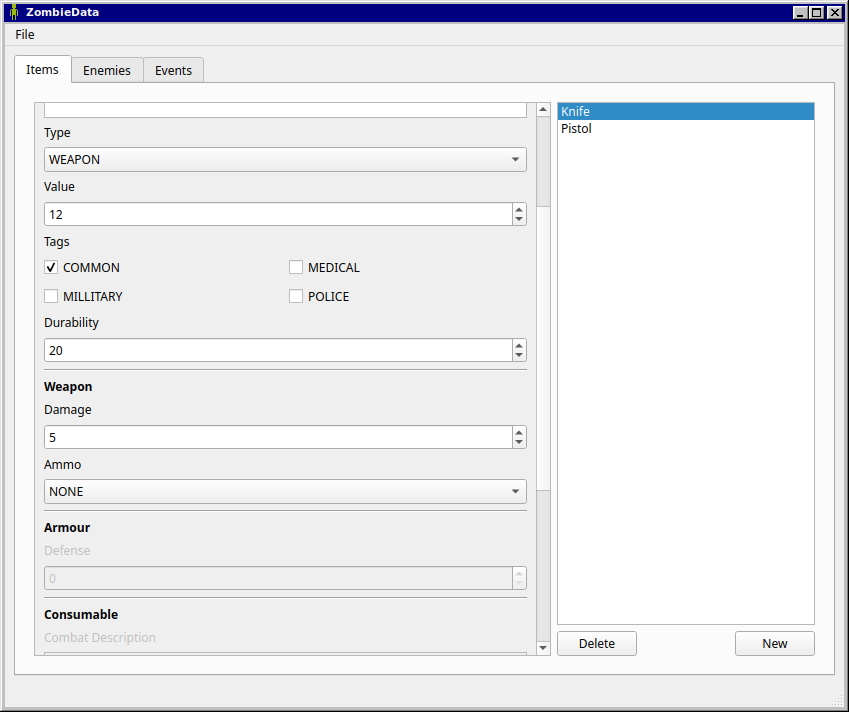 ZombieData
File
Items Enemies Events
Type
WEAPON
Value
12
Tags
COMMON MEDICAL
MILLITARY POLICE
Durability
20
Weapon
Damage
5
Ammo
NONE
Armour
Defense
0
Consumable
Combat Description
Knife
Pistol
Delete New